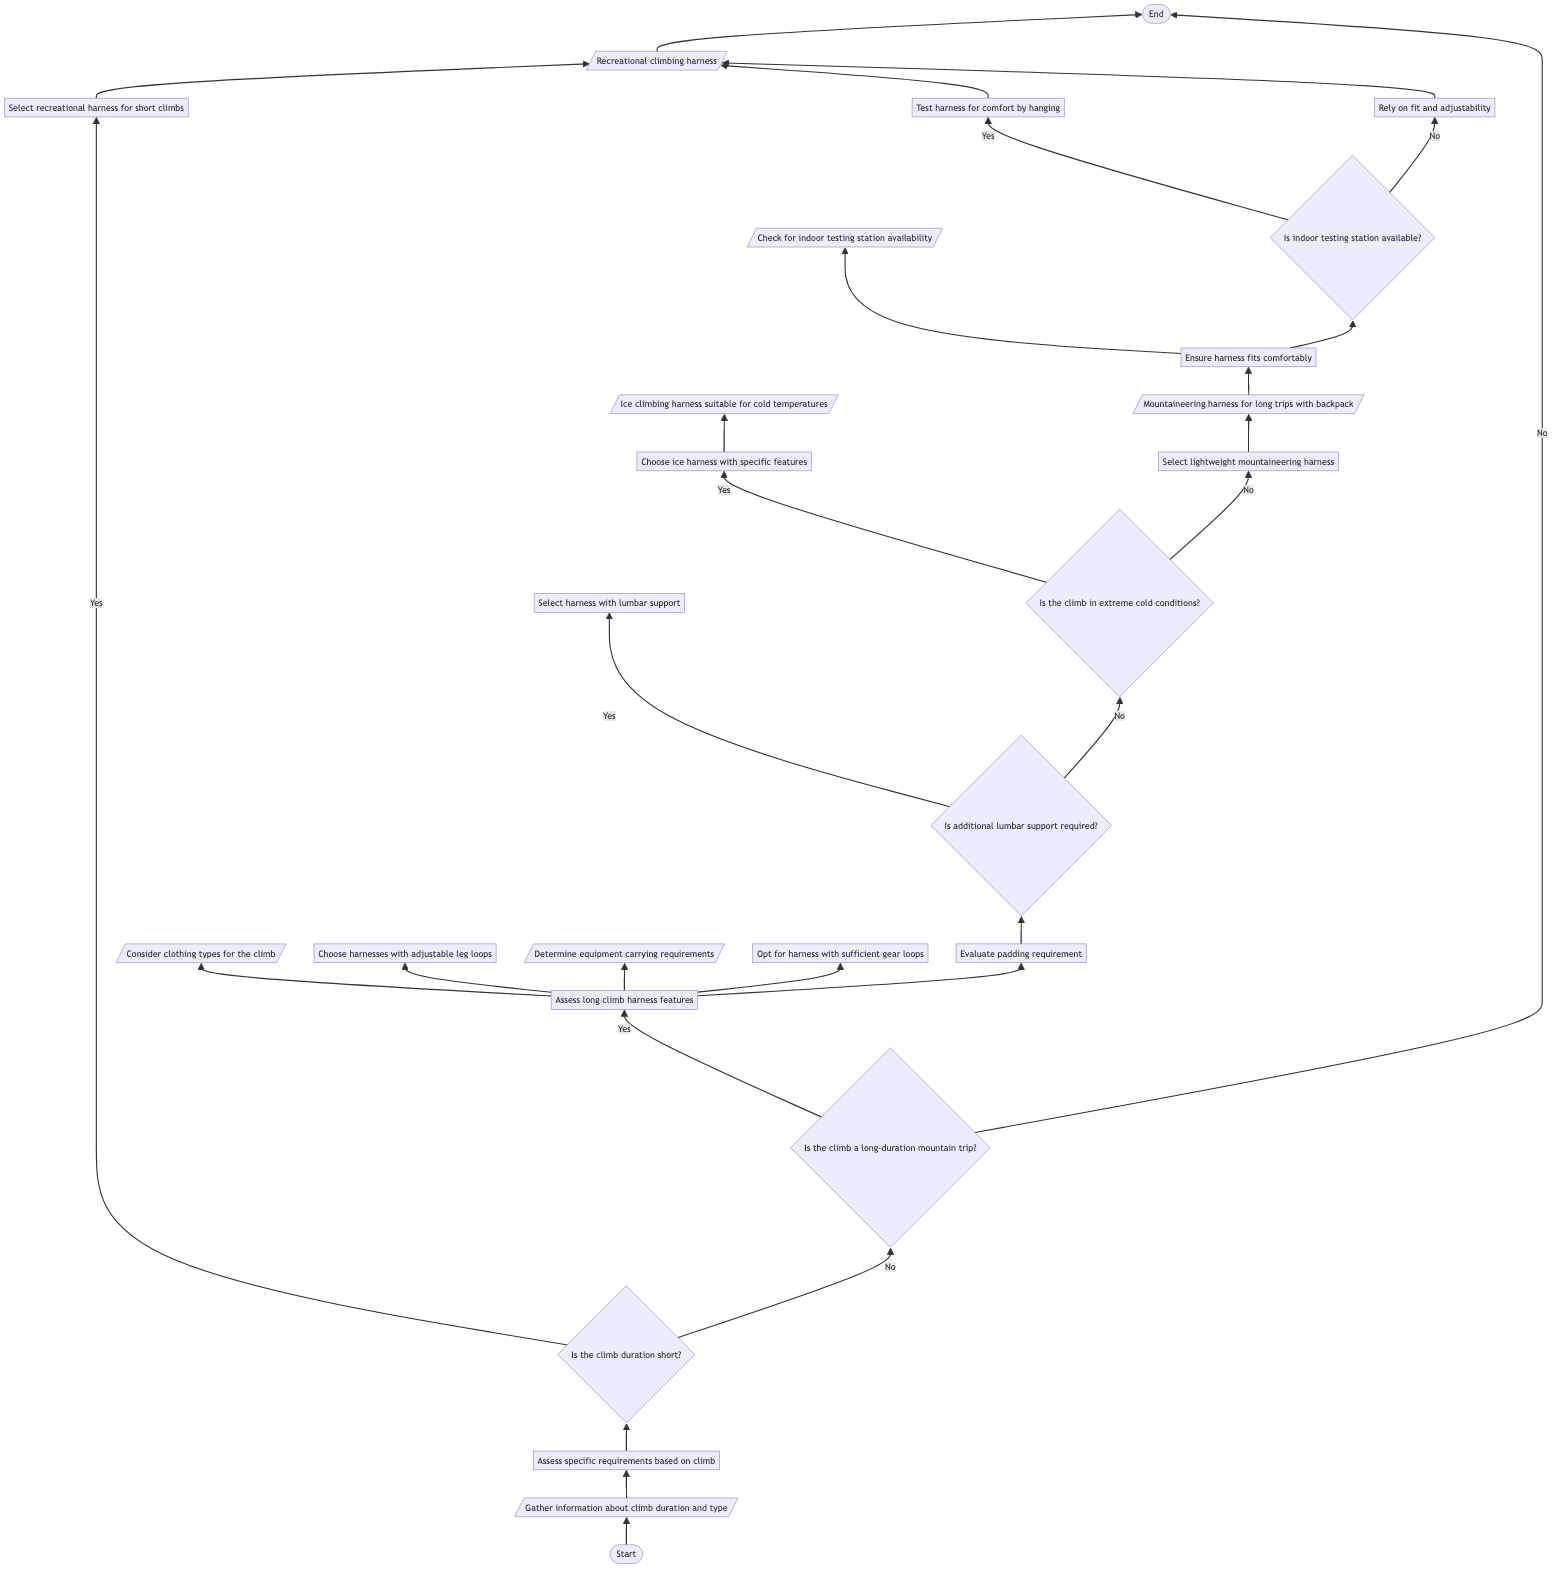 End
Recreational climbing harness
Select recreational harness for short climbs
Test harness for comfort by hanging
Rely on fit and adjustability
Yes
No
Is indoor testing station available?
Check for indoor testing station availability
Ensure harness fits comfortably
Ice climbing harness suitable for cold temperatures
Mountaineering harness for long trips with backpack
No
Choose ice harness with specific features
Select lightweight mountaineering harness
Yes
No
Yes
Select harness with lumbar support
Is the climb in extreme cold conditions?
Yes
No
Is additional lumbar support required?
Consider clothing types for the climb
Choose harnesses with adjustable leg loops
Determine equipment carrying requirements
Opt for harness with sufficient gear loops
Evaluate padding requirement
Assess long climb harness features
Yes
Is the climb a long-duration mountain trip?
No
Is the climb duration short?
Assess specific requirements based on climb
Gather information about climb duration and type
Start